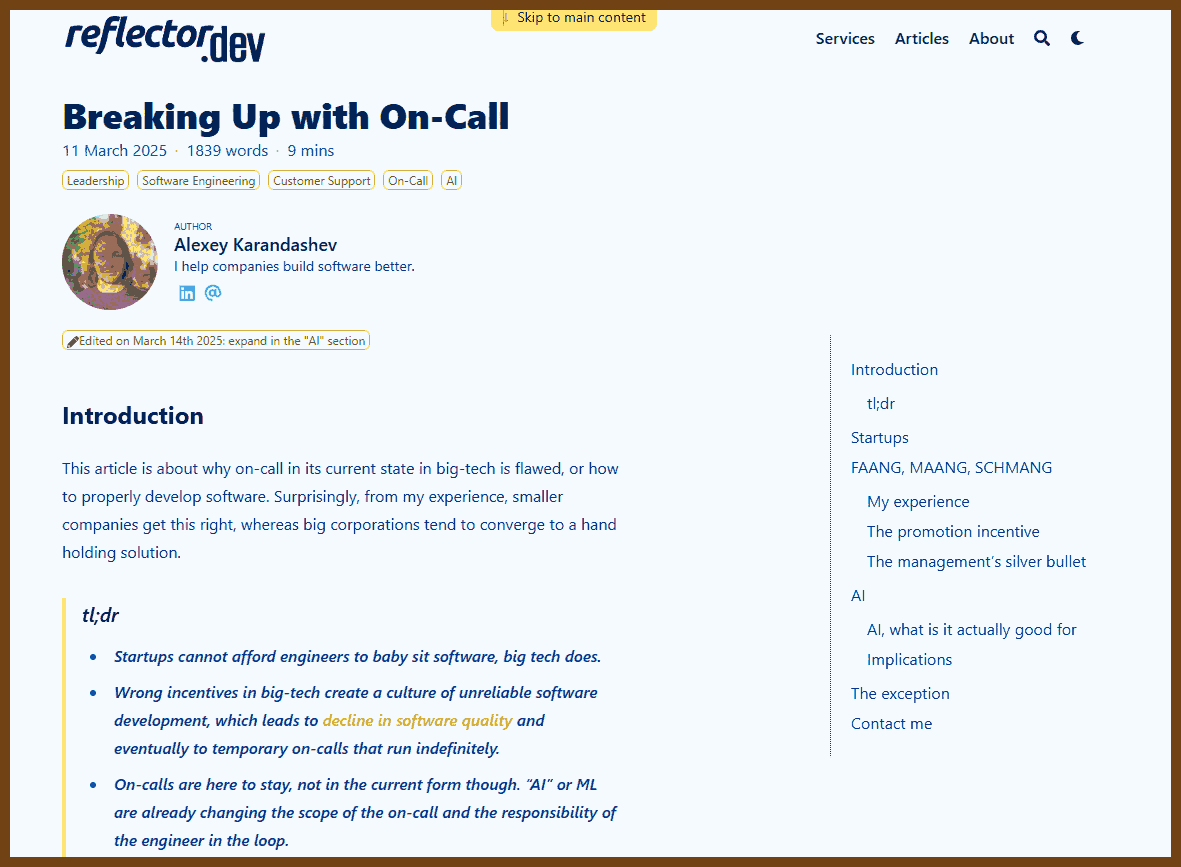 Skip to main content
reflector.dev
Services Articles About
Breaking Up with On-Call
11 March 2025 · 1839 words · 9 mins
Leadership Software Engineering Customer Support On-Call AI
AUTHOR
Alexey Karandashev
I help companies build software better.
Edited on March 14th 2025: expand in the "AI" section
Introduction
This article is about why on-call in its current state in big-tech is flawed, or how
to properly develop software. Surprisingly, from my experience, smaller
companies get this right, whereas big corporations tend to converge to a hand
holding solution.
tl;dr
Startups cannot afford engineers to baby sit software, big tech does.
Wrong incentives in big-tech create a culture of unreliable software
development, which leads to decline in software quality and
eventually to temporary on-calls that run indefinitely.
On-calls are here to stay, not in the current form though. “AI” or ML
are already changing the scope of the on-call and the responsibility of
the engineer in the loop.
Introduction
tl;dr
Startups
FAANG, MAANG, SCHMANG
My experience
The promotion incentive
The management’s silver bullet
AI
AI, what is it actually good for
Implications
The exception
Contact me